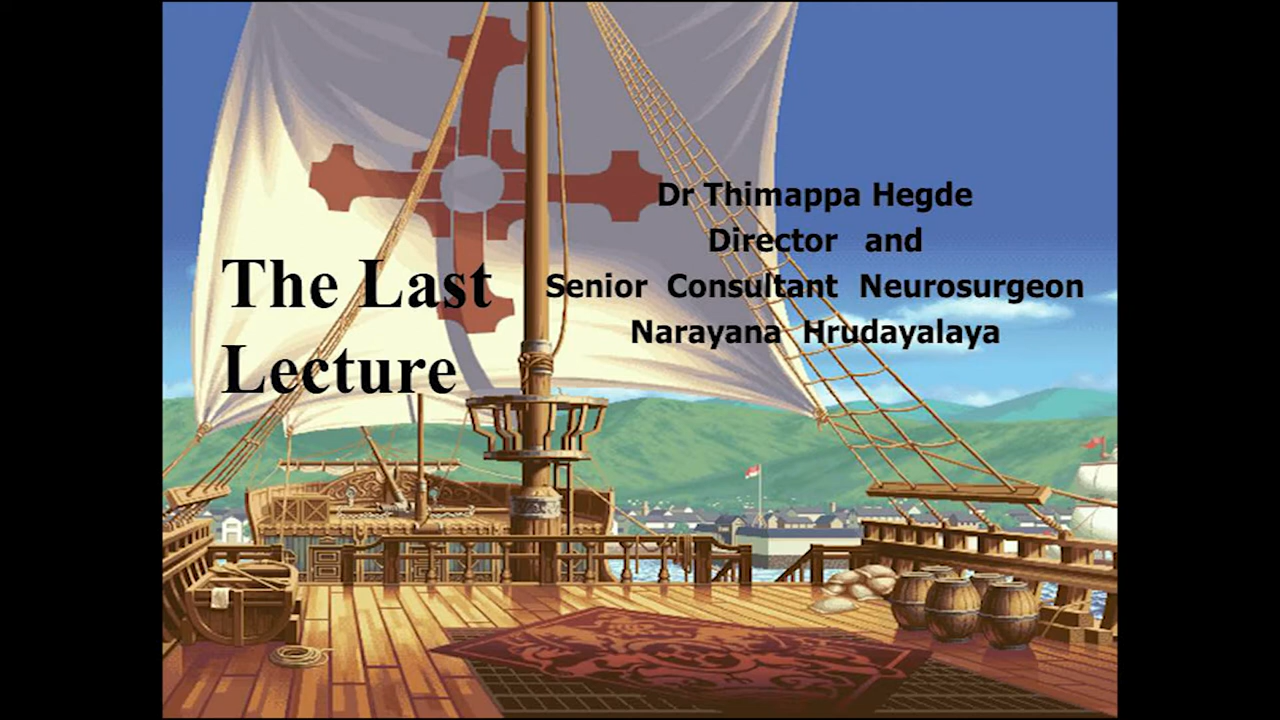 The Last
Lecture
Dr Thimappa Hegde
Director and
Senior Consultant Neurosurgeon
Narayana Hrudayalaya